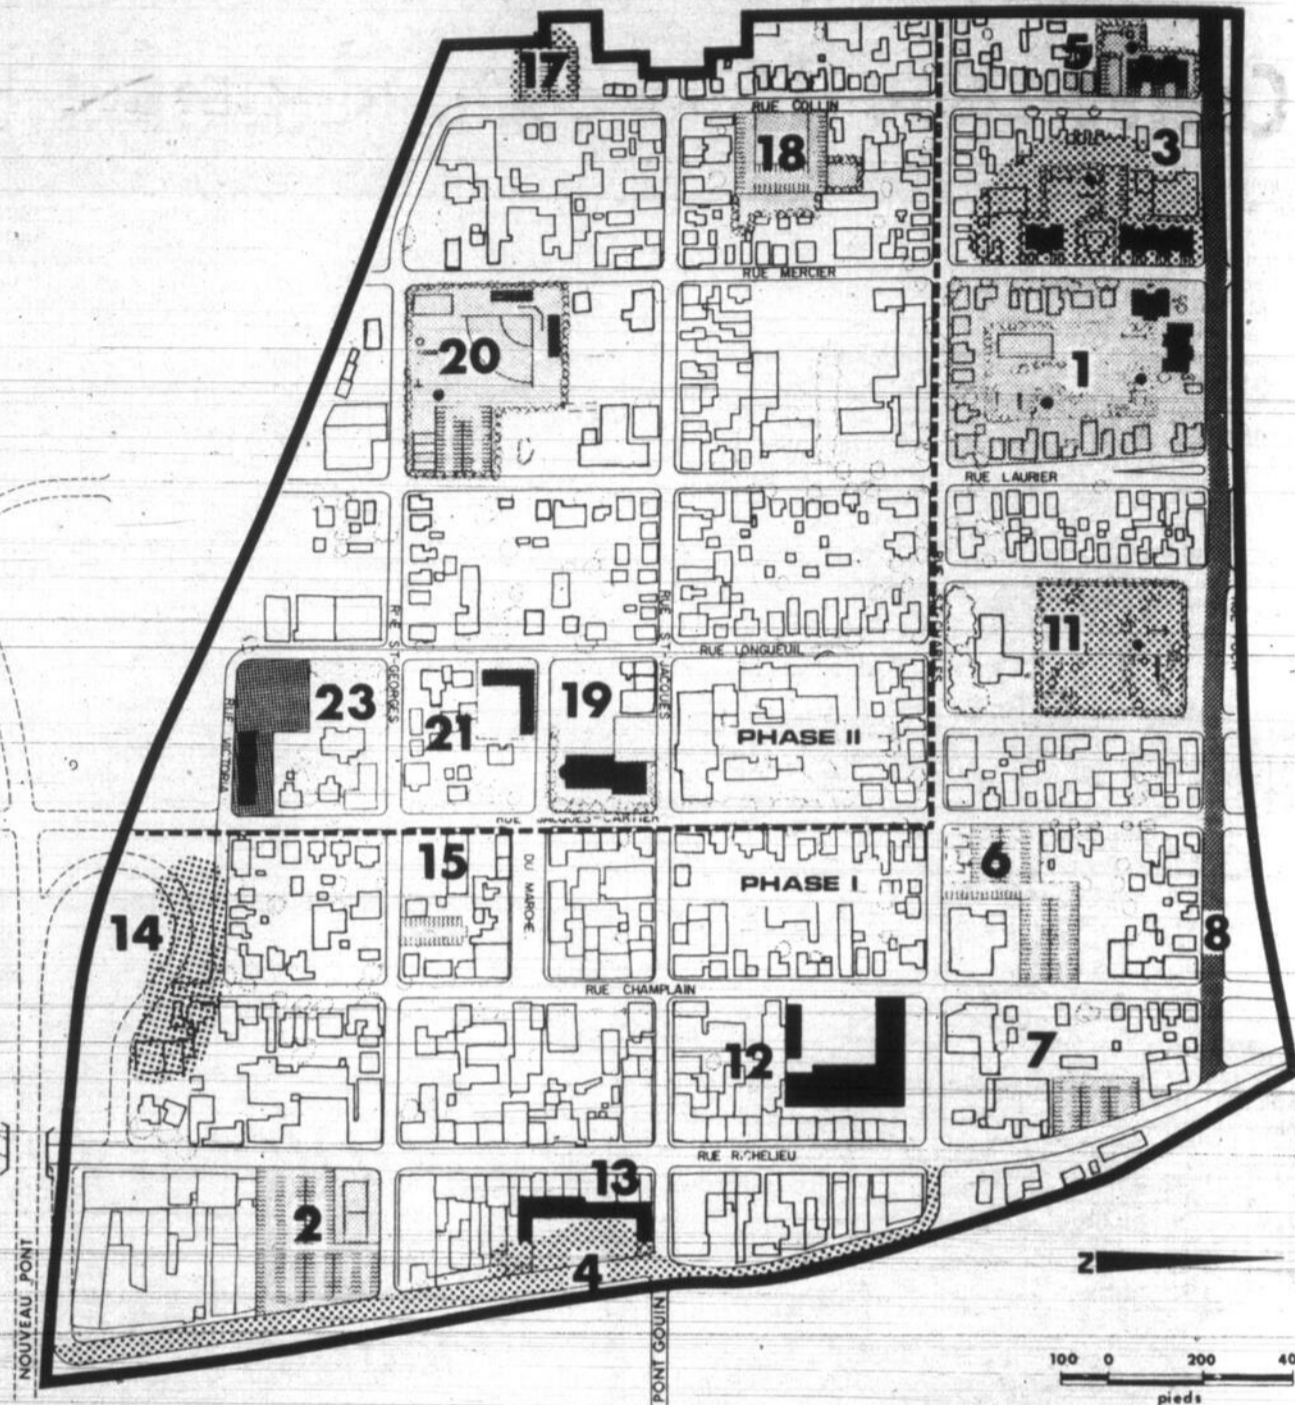 17
5
RUE COLLIN
18
3
RUE MERCIER
20
1
RUE LAURIER
RUE ST-GEORGES
RUE ST-JACQUES
RUE LONGUEUIL
11
RUE VICTORIA
23
21
19
PHASE II
RUE JACQUES-CARTIER
15
DU MARCHÉ
PHASE I
6
14
8
RUE CHAMPLAIN
12
7
RUE RICHELIEU
13
2
4
NOUVEAU PONT
PONT GOUIN
Z
100 0 200 40
pieds